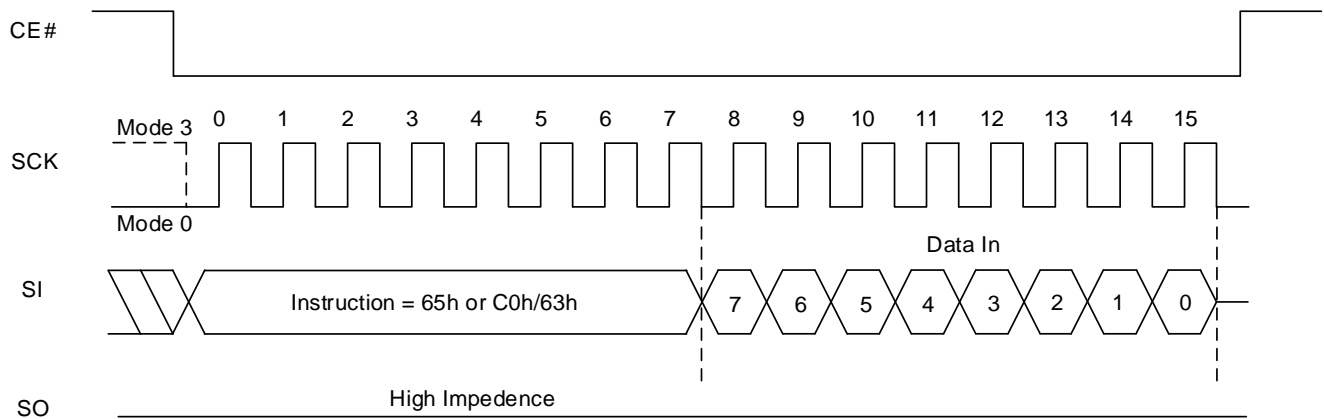 CE#
Mode 3
0 1 2 3 4 5 6 7 8 9 10 11 12 13 14 15
SCK
Mode 0
Data In
SI
Instruction = 65h or C0h/63h
7 6 5 4 3 2 1 0
High Impedence
SO